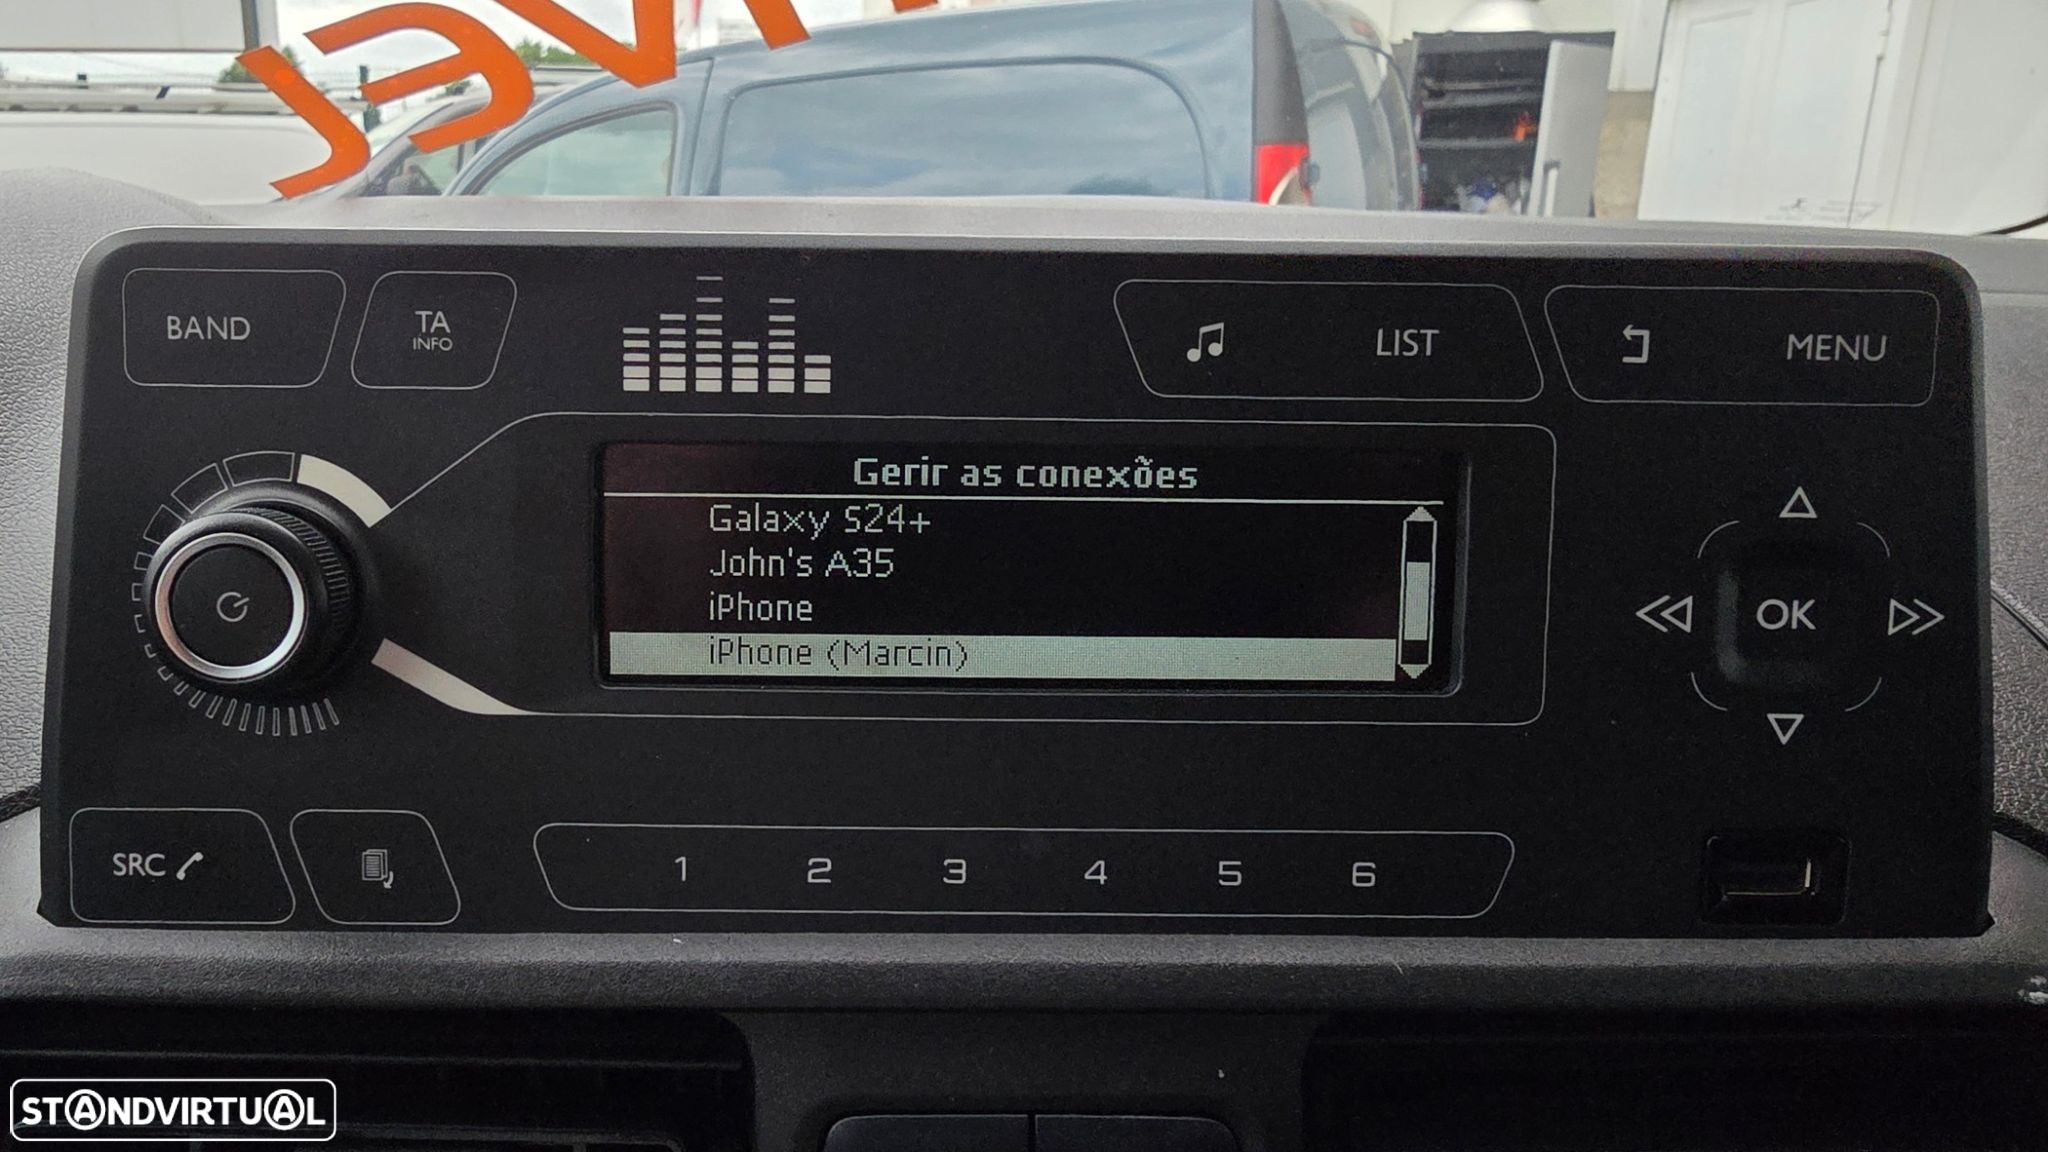 BAND
TA
INFO
LIST
MENU
Gerir as conexões
Galaxy S24+
John's A35
iPhone
iPhone (Marcin)
OK
SRC
1 2 3 4 5 6
STANDVIRTUAL